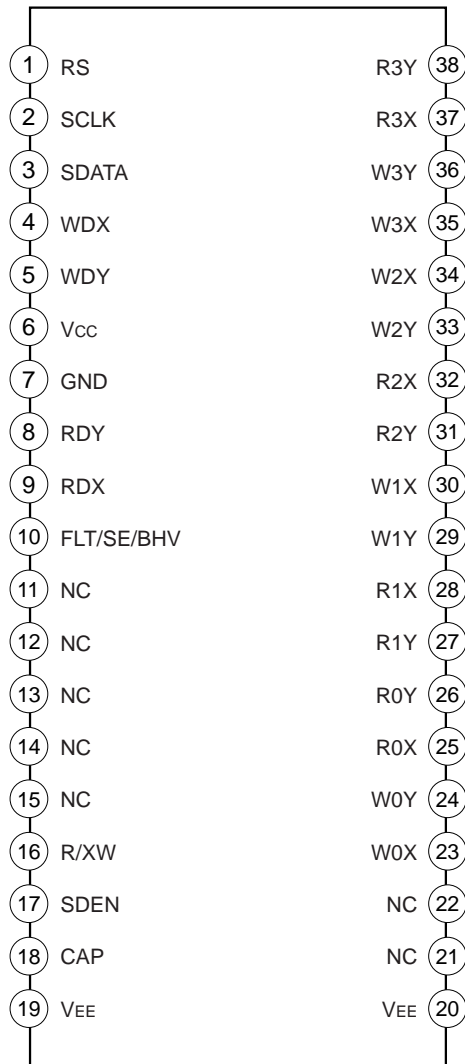 1 RS R3Y 38
2 SCLK R3X 37
3 SDATA W3Y 36
4 WDX W3X 35
5 WDY W2X 34
6 VCC W2Y 33
7 GND R2X 32
8 RDY R2Y 31
9 RDX W1X 30
10 FLT/SE/BHV W1Y 29
11 NC R1X 28
12 NC R1Y 27
13 NC R0Y 26
14 NC R0X 25
15 NC W0Y 24
16 R/XW W0X 23
17 SDEN NC 22
18 CAP NC 21
19 VEE VEE 20